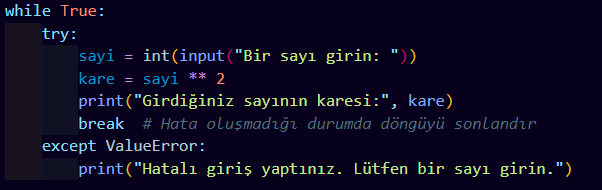 while True:
    try:
        sayi = int(input("Bir sayı girin: "))
        kare = sayi ** 2
        print("Girdiğiniz sayının karesi:", kare)
        break  # Hata oluşmadığı durumda döngüyü sonlandır
    except ValueError:
        print("Hatalı giriş yaptınız. Lütfen bir sayı girin.")